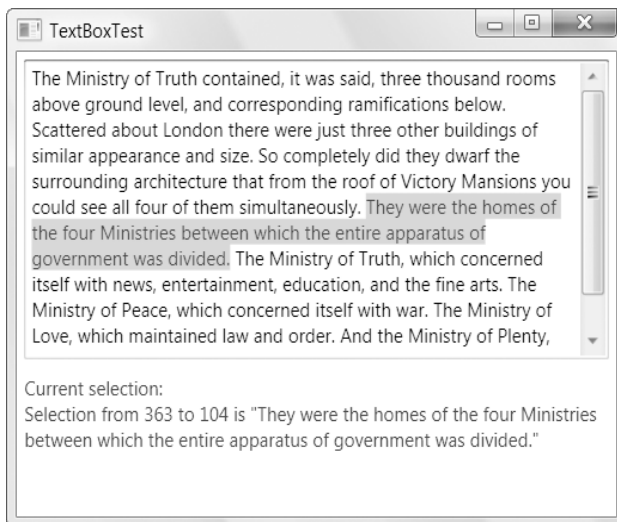 TextBoxTest
The Ministry of Truth contained, it was said, three thousand rooms
above ground level, and corresponding ramifications below.
Scattered about London there were just three other buildings of
similar appearance and size. So completely did they dwarf the
surrounding architecture that from the roof of Victory Mansions you
could see all four of them simultaneously. They were the homes of
the four Ministries between which the entire apparatus of
government was divided. The Ministry of Truth, which concerned
itself with news, entertainment, education, and the fine arts. The
Ministry of Peace, which concerned itself with war. The Ministry of
Love, which maintained law and order. And the Ministry of Plenty,
Current selection:
Selection from 363 to 104 is "They were the homes of the four Ministries
between which the entire apparatus of government was divided."